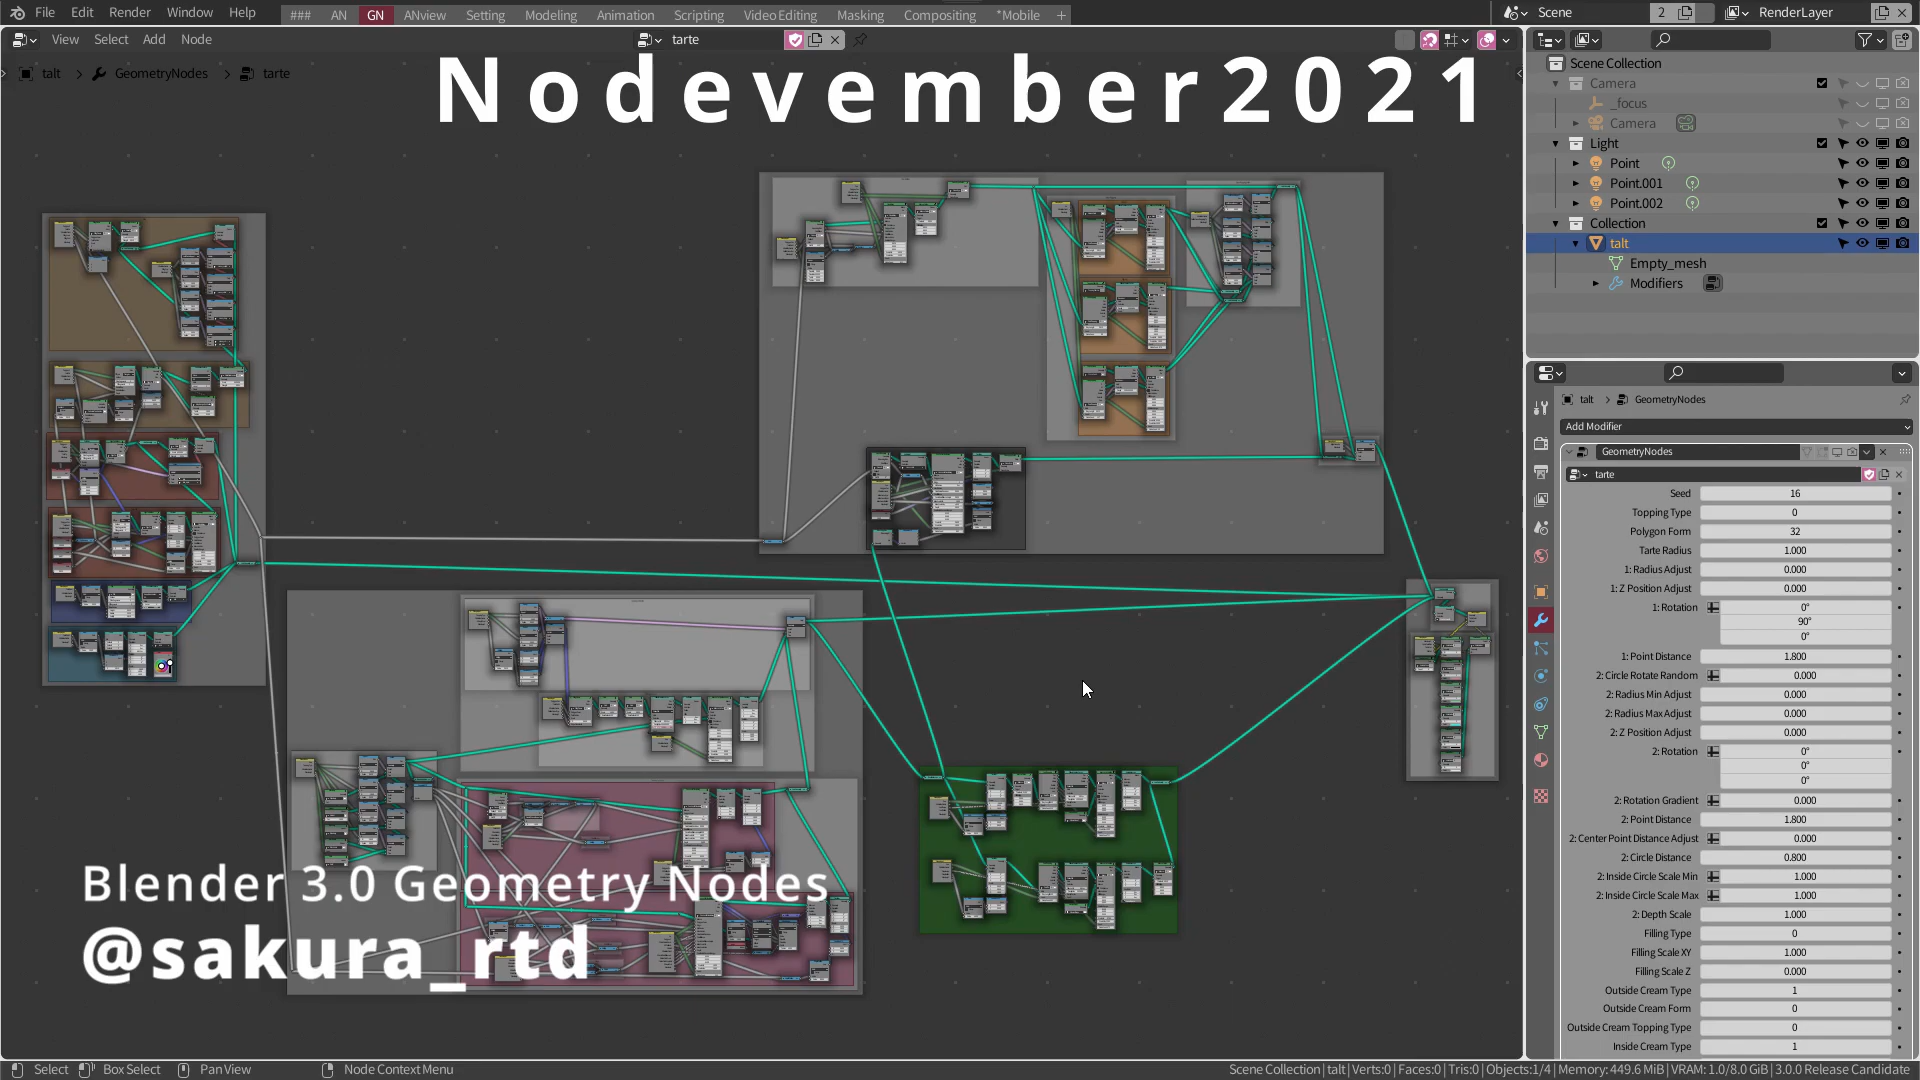 File Edit Render Window Help ### AN GN ANview Setting Modeling Animation Scripting Video Editing Masking Compositing *Mobile + Scene 2 RenderLayer
View Select Add Node tarte
talt > GeometryNodes > tarte
Nodevember2021
Blender 3.0 Geometry Nodes
@sakura_rtd
Scene Collection
Camera
_focus
Camera
Light
Point
Point.001
Point.002
Collection
talt
Empty_mesh
Modifiers
talt > GeometryNodes
Add Modifier
GeometryNodes
tarte
Seed 16
Topping Type 0
Polygon Form 32
Tarte Radius 1.000
1: Radius Adjust 0.000
1: Z Position Adjust 0.000
1: Rotation 0°
90°
0°
1: Point Distance 1.800
2: Circle Rotate Random 0.000
2: Radius Min Adjust 0.000
2: Radius Max Adjust 0.000
2: Z Position Adjust 0.000
2: Rotation 0°
0°
0°
2: Rotation Gradient 0.000
2: Point Distance 1.800
2: Center Point Distance Adjust 0.000
2: Circle Distance 0.800
2: Inside Circle Scale Min 1.000
2: Inside Circle Scale Max 1.000
2: Depth Scale 1.000
Filling Type 0
Filling Scale XY 1.000
Filling Scale Z 0.000
Outside Cream Type 1
Outside Cream Form 0
Outside Cream Topping Type 0
Inside Cream Type 1
Select Box Select Pan View Node Context Menu Scene Collection | talt | Verts:0 | Faces:0 | Tris:0 | Objects:1/4 | Memory: 449.6 MiB | VRAM: 1.0/8.0 GiB | 3.0.0 Release Candidate